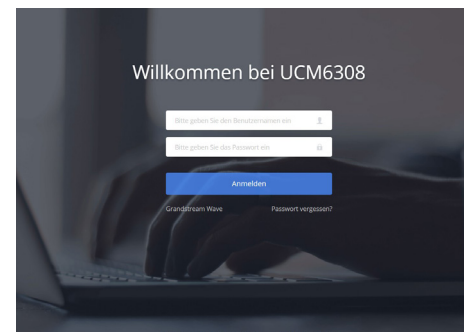 Willkommen bei UCM6308
Bitte geben Sie den Benutzernamen ein
Bitte geben Sie das Passwort ein
Anmelden
Grandstream Wave Passwort vergessen?